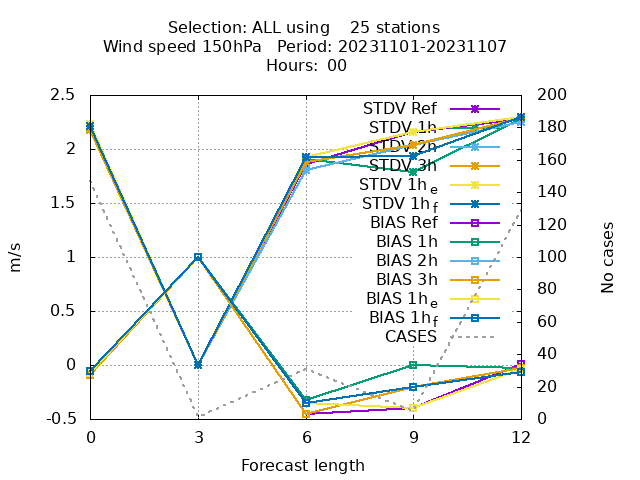 Selection: ALL using    25 stations
Wind speed 150hPa   Period: 20231101-20231107
Hours: 00
2.5
2
1.5
1
0.5
0
-0.5
m/s
200
180
160
140
120
100
80
60
40
20
0
No cases
STDV Ref
STDV 1h
STDV 2h
STDV 3h
STDV 1he
STDV 1hf
BIAS Ref
BIAS 1h
BIAS 2h
BIAS 3h
BIAS 1he
BIAS 1hf
CASES
0 3 6 9 12
Forecast length